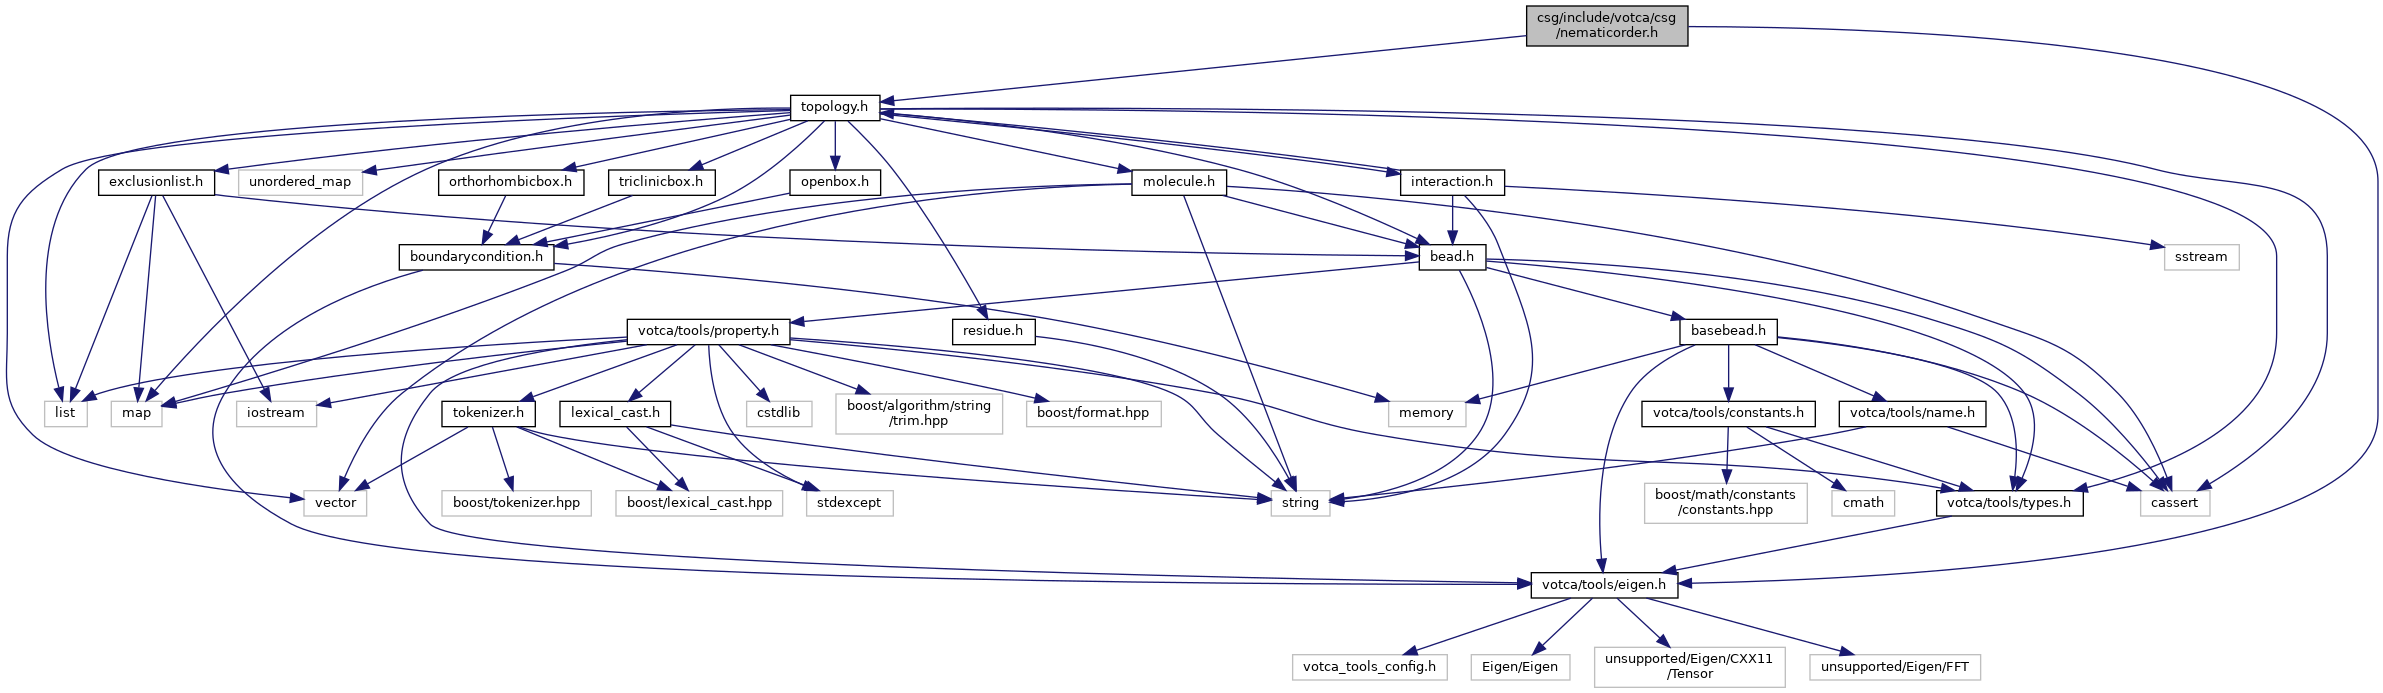 csg/include/votca/csg
/nematicorder.h
topology.h
exclusionlist.h
unordered_map
orthorhombicbox.h
triclinicbox.h
openbox.h
molecule.h
interaction.h
boundarycondition.h
bead.h
sstream
votca/tools/property.h
residue.h
basebead.h
list
map
iostream
tokenizer.h
lexical_cast.h
cstdlib
boost/algorithm/string
/trim.hpp
boost/format.hpp
memory
votca/tools/constants.h
votca/tools/name.h
vector
boost/tokenizer.hpp
boost/lexical_cast.hpp
stdexcept
string
boost/math/constants
/constants.hpp
cmath
votca/tools/types.h
cassert
votca/tools/eigen.h
votca_tools_config.h
Eigen/Eigen
unsupported/Eigen/CXX11
/Tensor
unsupported/Eigen/FFT